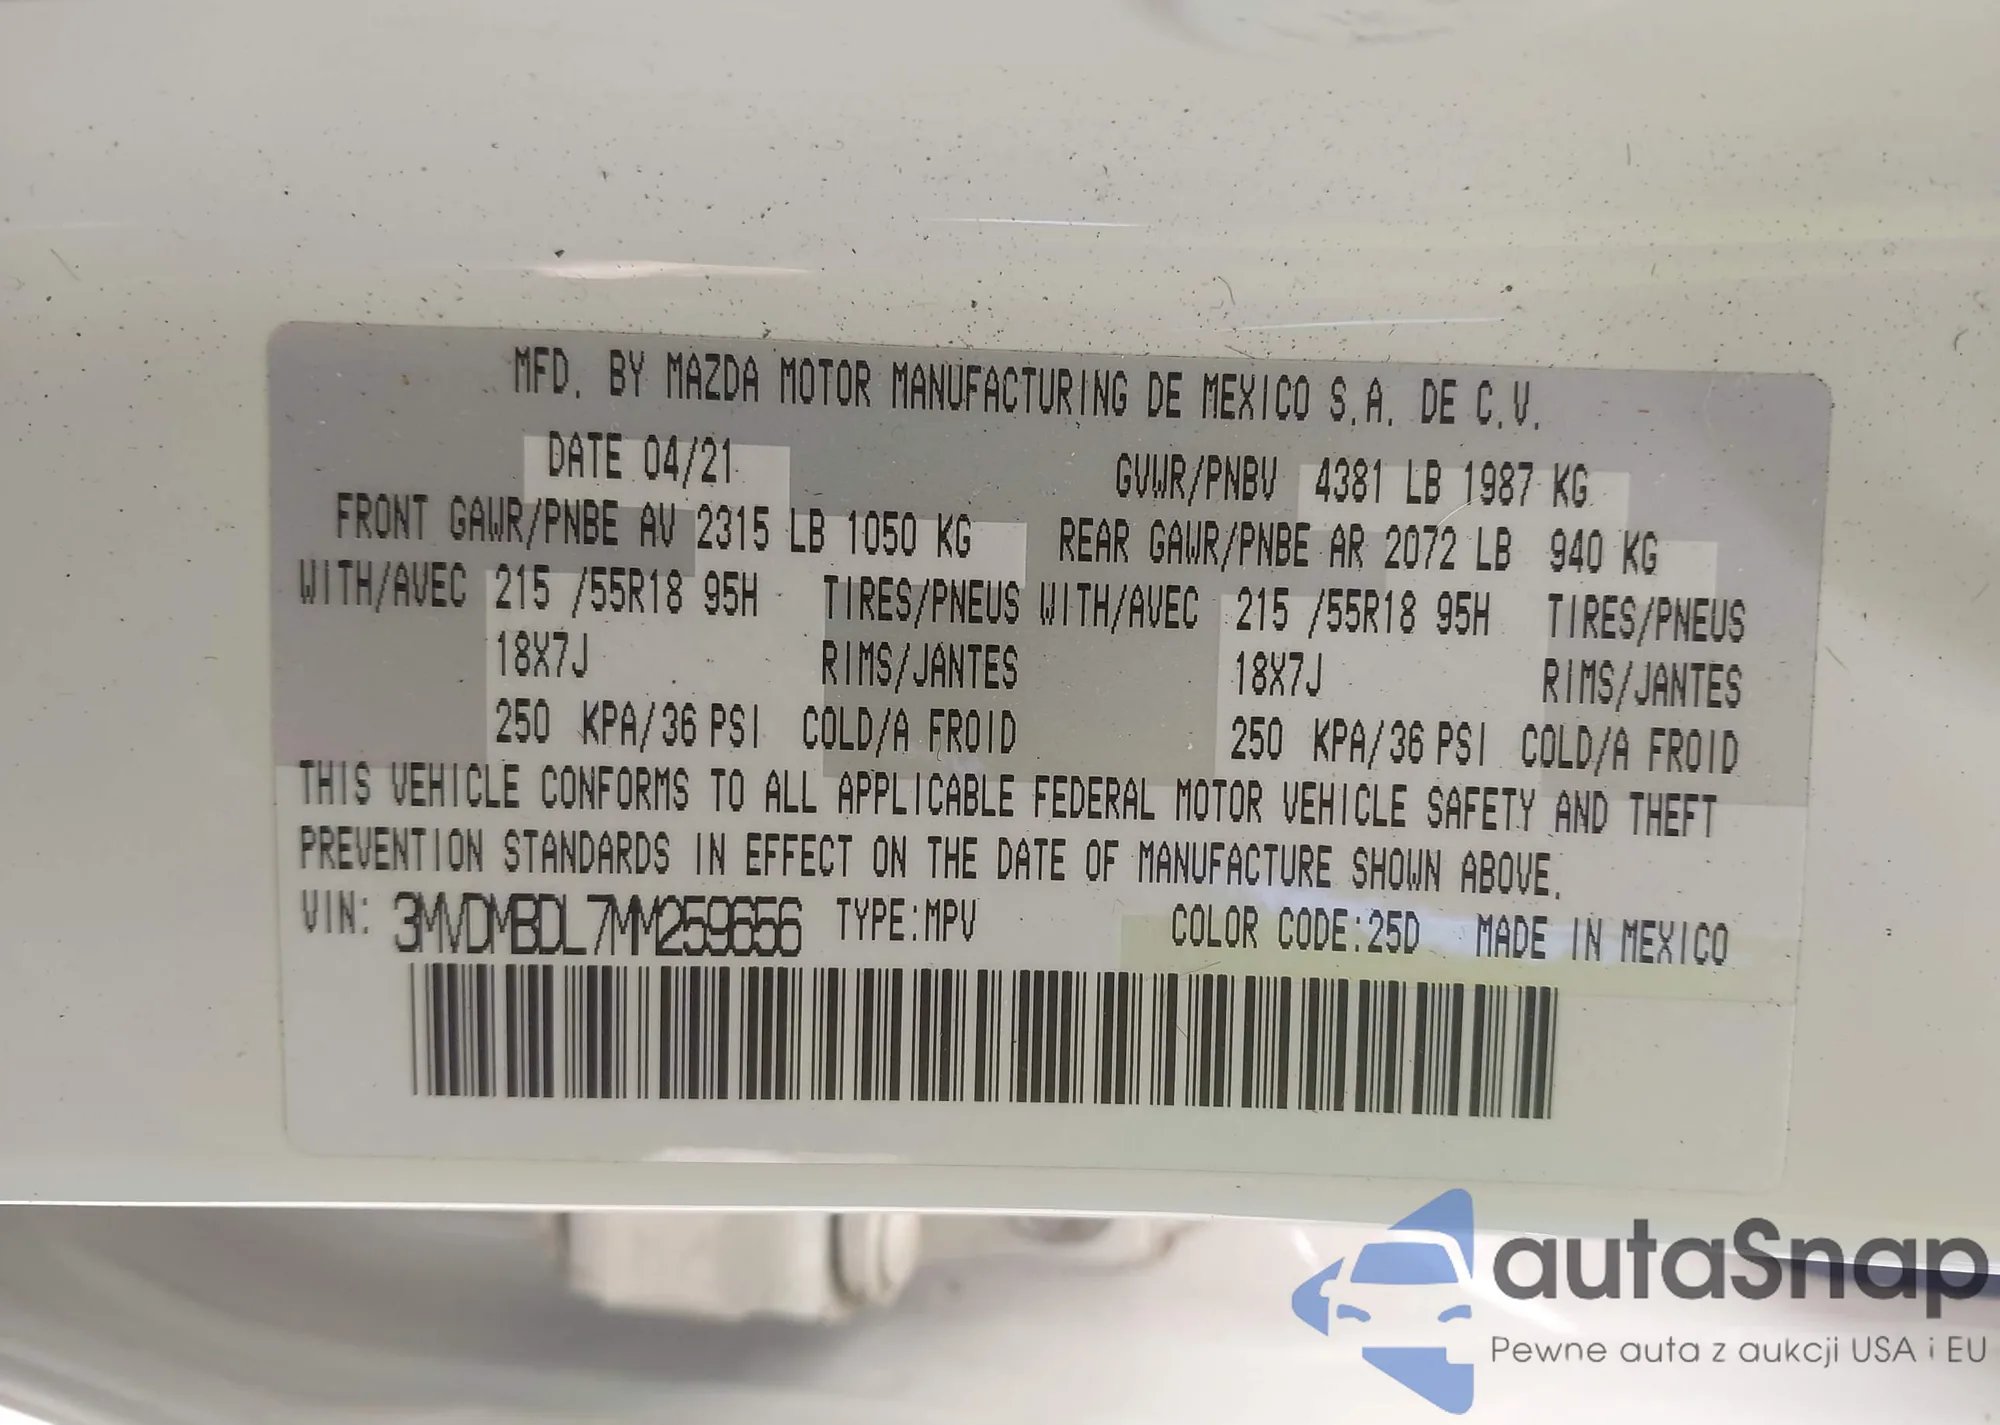 MFD. BY MAZDA MOTOR MANUFACTURING DE MEXICO S.A. DE C.V.
DATE 04/21 GVWR/PNBV 4381 LB 1987 KG
FRONT GAWR/PNBE AV 2315 LB 1050 KG REAR GAWR/PNBE AR 2072 LB 940 KG
WITH/AVEC 215 /55R18 95H TIRES/PNEUS WITH/AVEC 215 /55R18 95H TIRES/PNEUS
18X7J RIMS/JANTES 18X7J RIMS/JANTES
250 KPA/36 PSI COLD/A FROID 250 KPA/36 PSI COLD/A FROID
THIS VEHICLE CONFORMS TO ALL APPLICABLE FEDERAL MOTOR VEHICLE SAFETY AND THEFT
PREVENTION STANDARDS IN EFFECT ON THE DATE OF MANUFACTURE SHOWN ABOVE.
VIN: 3MVDMBDL7MM259656 TYPE:MPV COLOR CODE:25D MADE IN MEXICO
autaSnap
Pewne auta z aukcji USA i EU